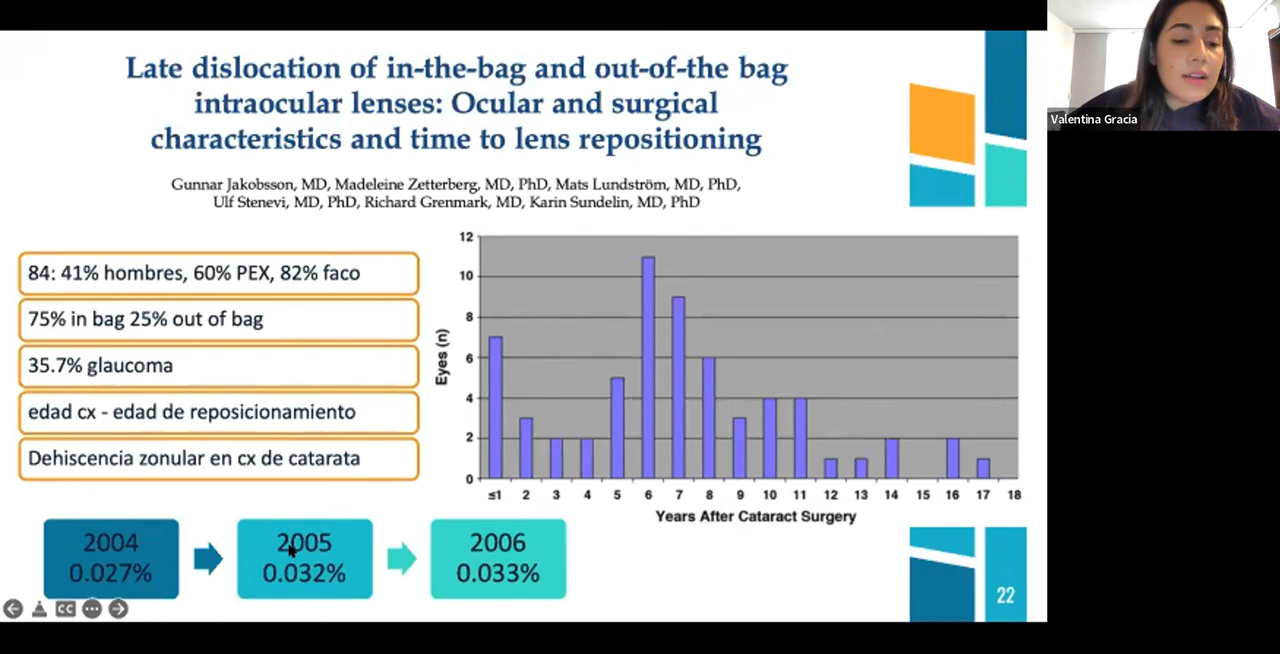 Late dislocation of in-the-bag and out-of-the bag
intraocular lenses: Ocular and surgical
characteristics and time to lens repositioning
Gunnar Jakobsson, MD, Madeleine Zetterberg, MD, PhD, Mats Lundström, MD, PhD,
Ulf Stenevi, MD, PhD, Richard Grenmark, MD, Karin Sundelin, MD, PhD
Valentina Gracia
84: 41% hombres, 60% PEX, 82% faco
75% in bag 25% out of bag
35.7% glaucoma
edad cx - edad de reposicionamiento
Dehiscencia zonular en cx de catarata
Eyes (n)
12
10
8
6
4
2
0
≤1 2 3 4 5 6 7 8 9 10 11 12 13 14 15 16 17 18
Years After Cataract Surgery
2004
0.027%
2005
0.032%
2006
0.033%
CC
22